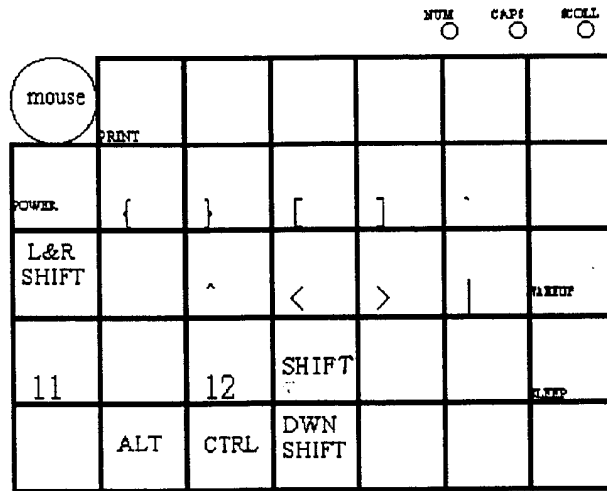 NUM CAPS SCOLL
mouse
PRINT
POWER { } [ ] `
L&R
SHIFT
^ < > | WAKEUP
11 12 SHIFT SLEEP
ALT CTRL DWN
SHIFT